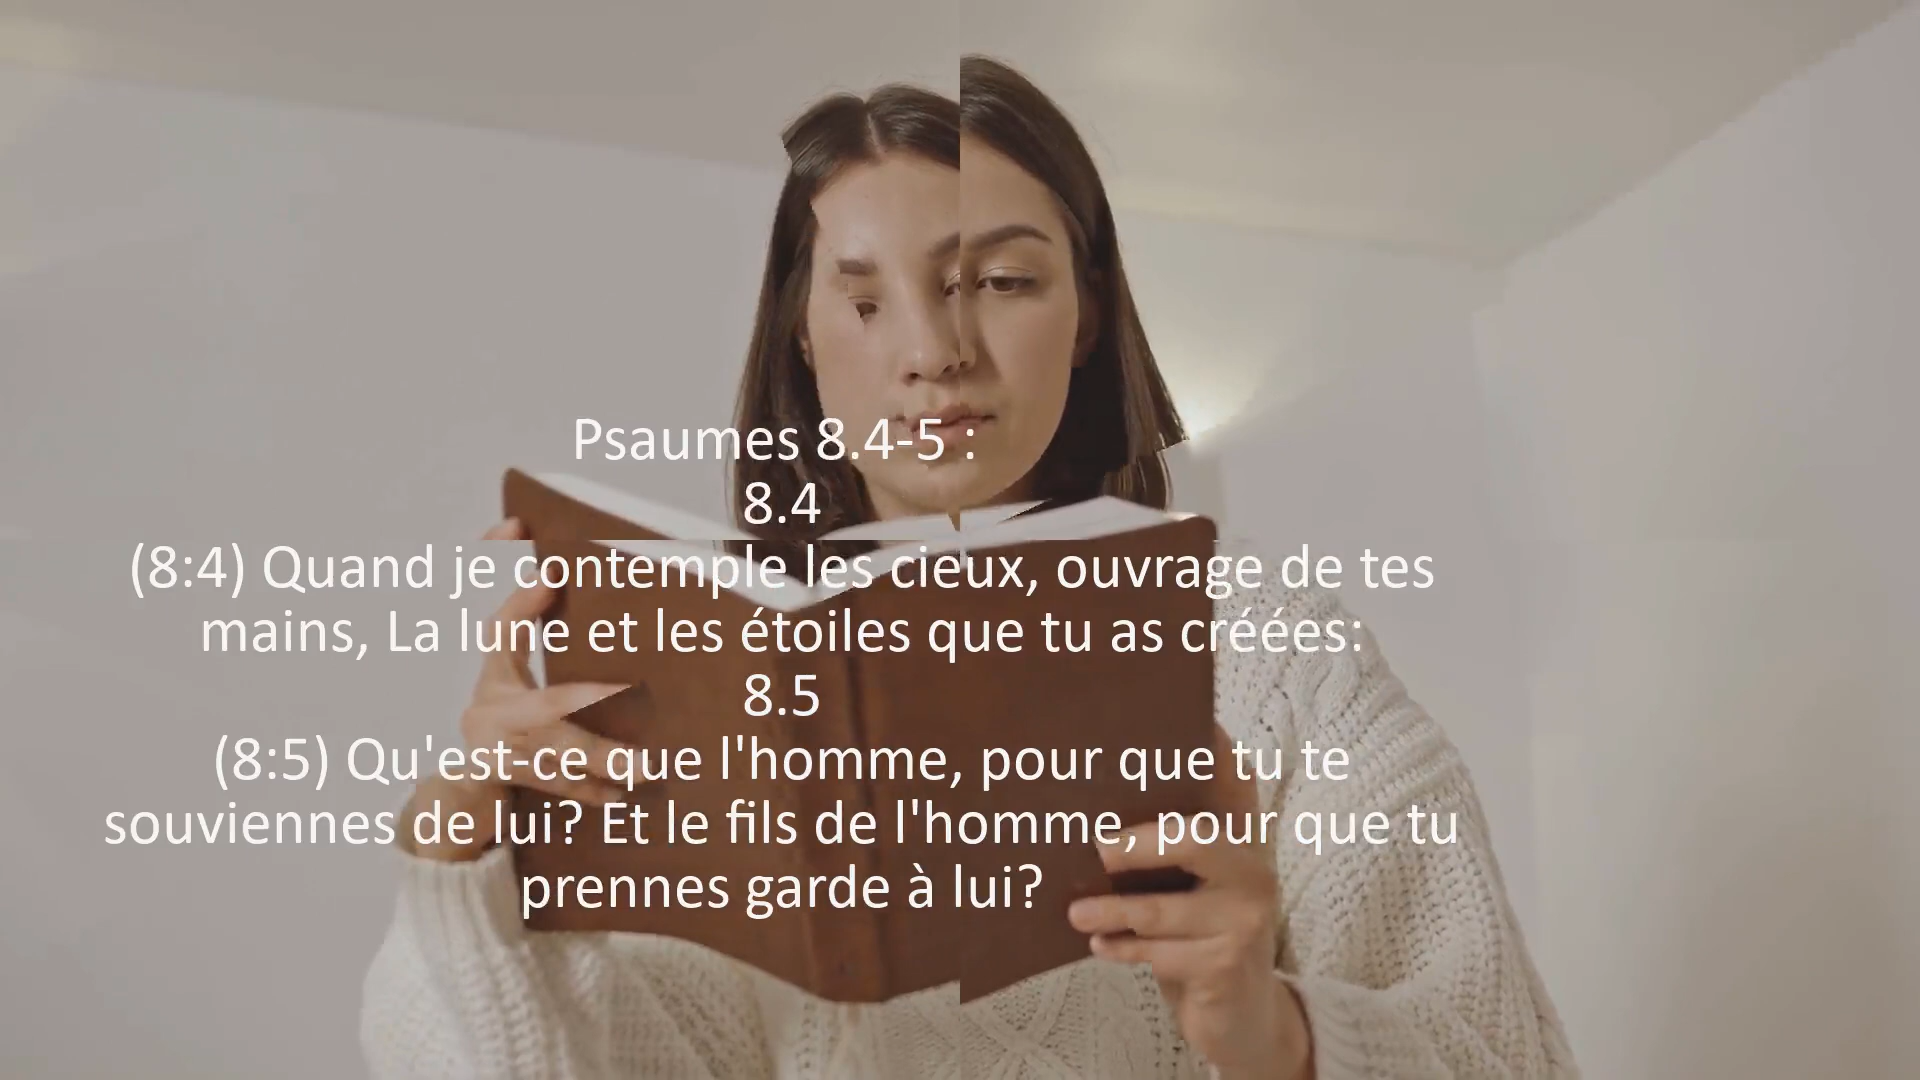 Psaumes 8.4-5 :
8.4
(8:4) Quand je contemple les cieux, ouvrage de tes
mains, La lune et les étoiles que tu as créées:
8.5
(8:5) Qu'est-ce que l'homme, pour que tu te
souviennes de lui? Et le fils de l'homme, pour que tu
prennes garde à lui?